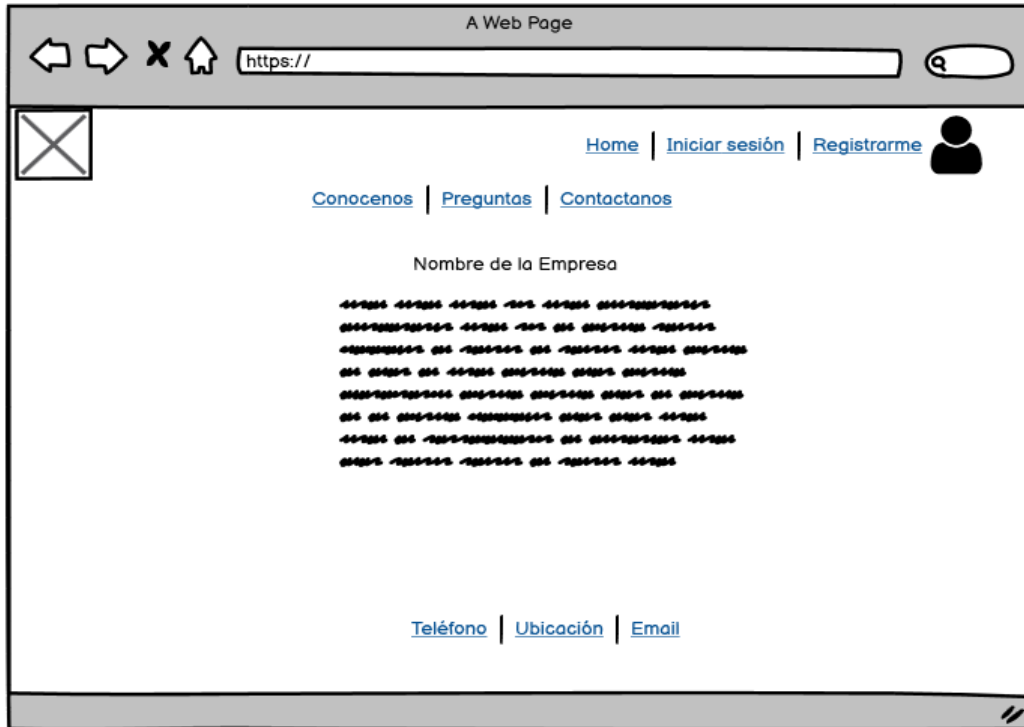 A Web Page
https://
Home | Iniciar sesión | Registrarme
Conocenos | Preguntas | Contactanos
Nombre de la Empresa
Teléfono | Ubicación | Email